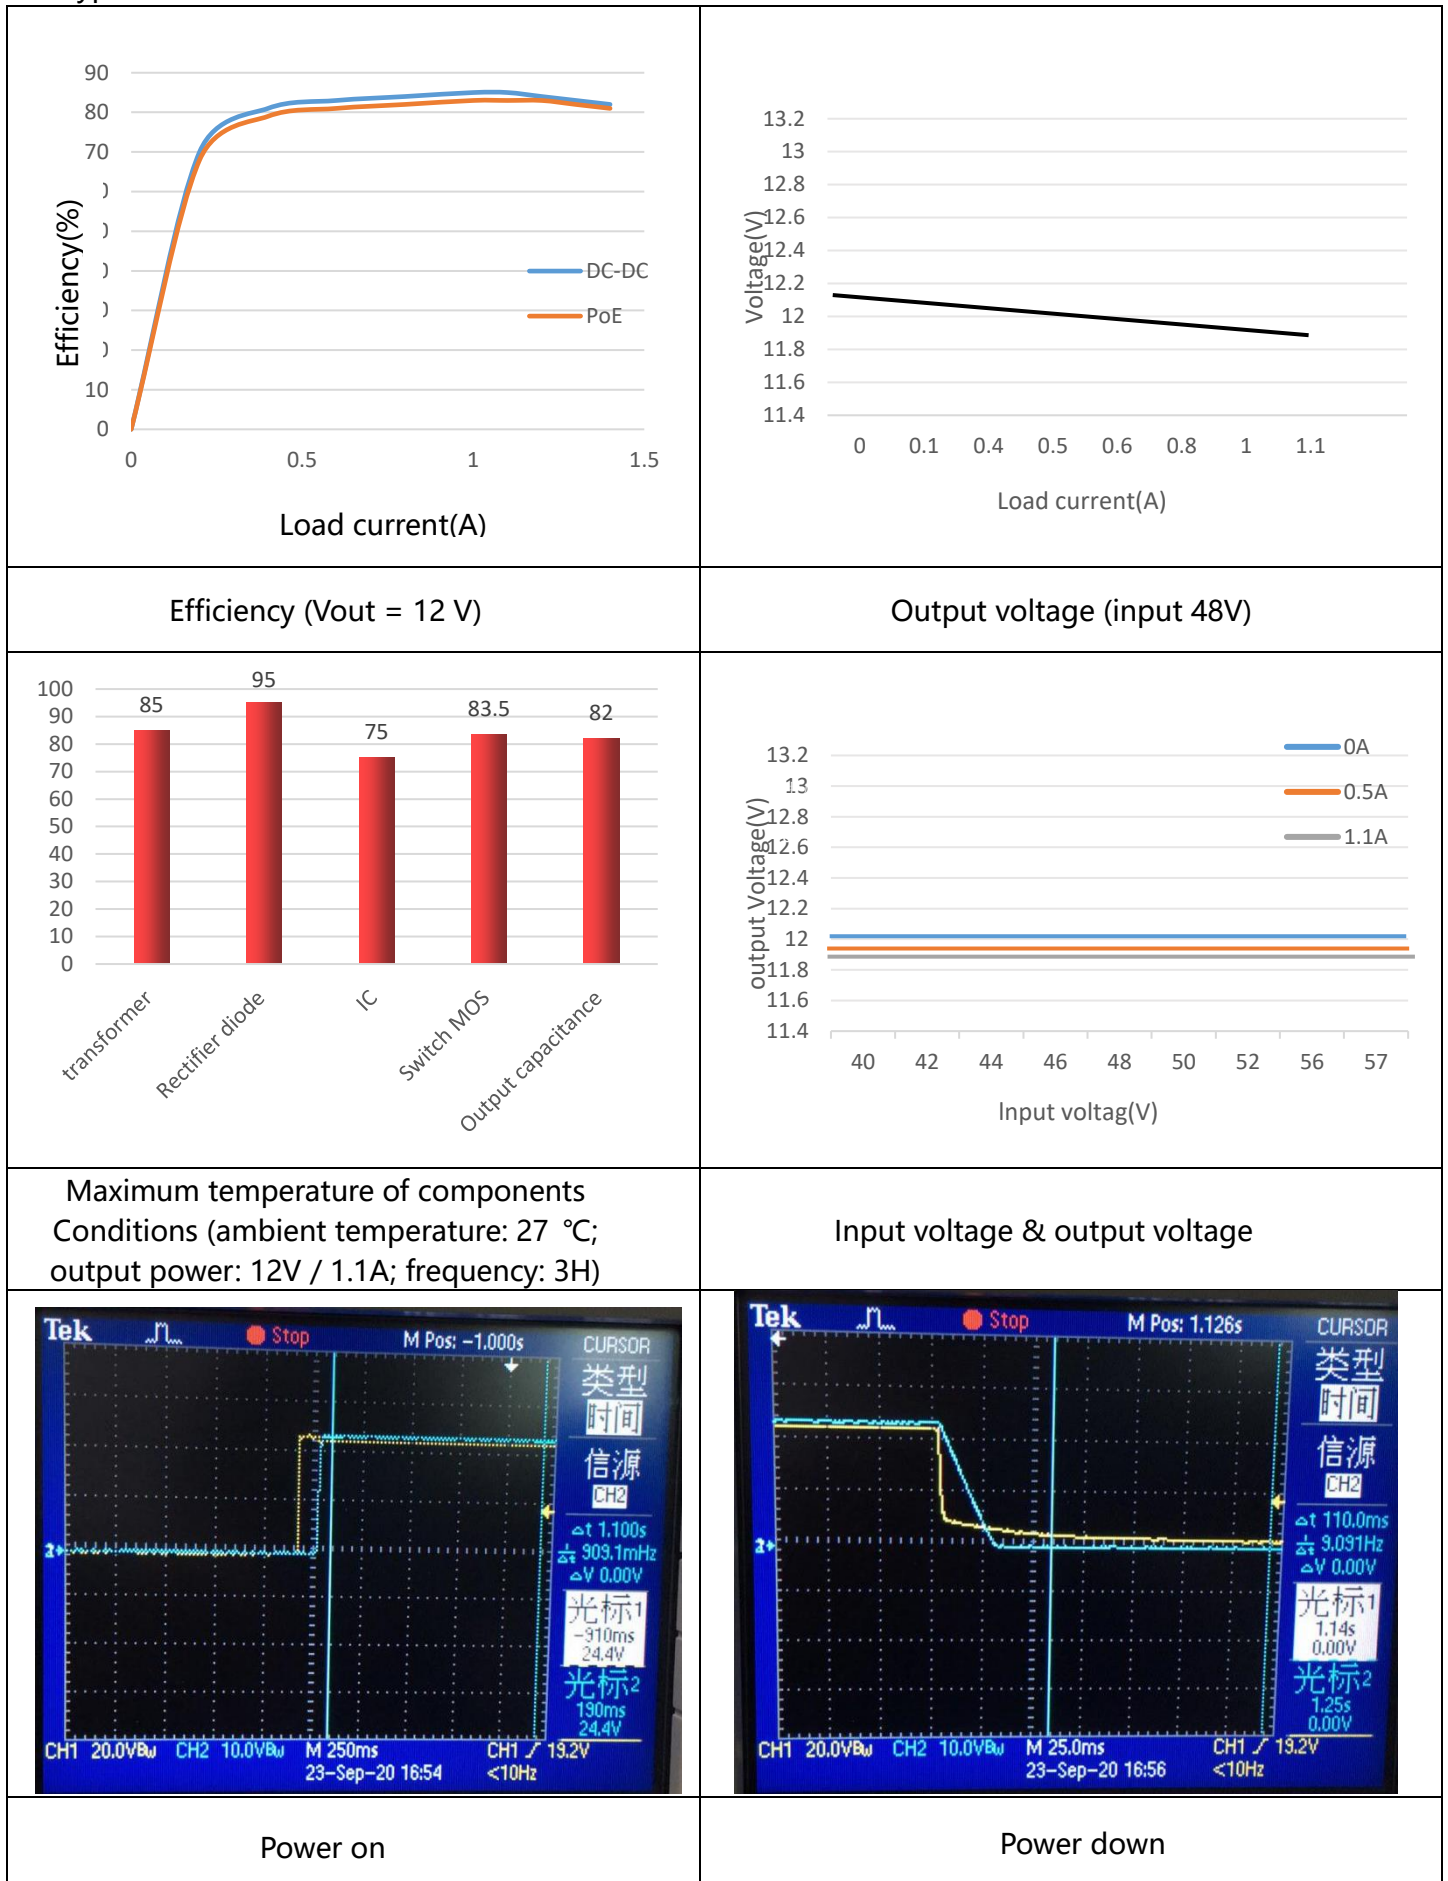 90
80
70
10
0
Efficiency(%)
DC-DC
PoE
0 0.5 1 1.5
Load current(A)
13.2
13
12.8
12.6
12.4
12.2
12
11.8
11.6
11.4
Voltage(V)
0 0.1 0.4 0.5 0.6 0.8 1 1.1
Load current(A)
Efficiency (Vout = 12 V)
Output voltage (input 48V)
100
90
80
70
60
50
40
30
20
10
0
85
95
75
83.5
82
transformer
Rectifier diode
IC
Switch MOS
Output capacitance
13.2
13
12.8
12.6
12.4
12.2
12
11.8
11.6
11.4
output Voltage(V)
0A
0.5A
1.1A
40 42 44 46 48 50 52 56 57
Input voltag(V)
Maximum temperature of components
Conditions (ambient temperature: 27 ℃;
output power: 12V / 1.1A; frequency: 3H)
Input voltage & output voltage
Tek Stop M Pos: -1.000s CURSOR
类型
时间
信源
CH2
△t 1.100s
909.1mHz
△V 0.00V
光标1
-910ms
24.4V
光标2
190ms
24.4V
2
CH1 20.0VBw CH2 10.0VBw M 250ms CH1 19.2V
23-Sep-20 16:54 <10Hz
Tek Stop M Pos: 1.126s CURSOR
类型
时间
信源
CH2
△t 110.0ms
9.091Hz
△V 0.00V
光标1
1.14s
0.00V
光标2
1.25s
0.00V
2
CH1 20.0VBw CH2 10.0VBw M 25.0ms CH1 19.2V
23-Sep-20 16:56 <10Hz
Power on
Power down